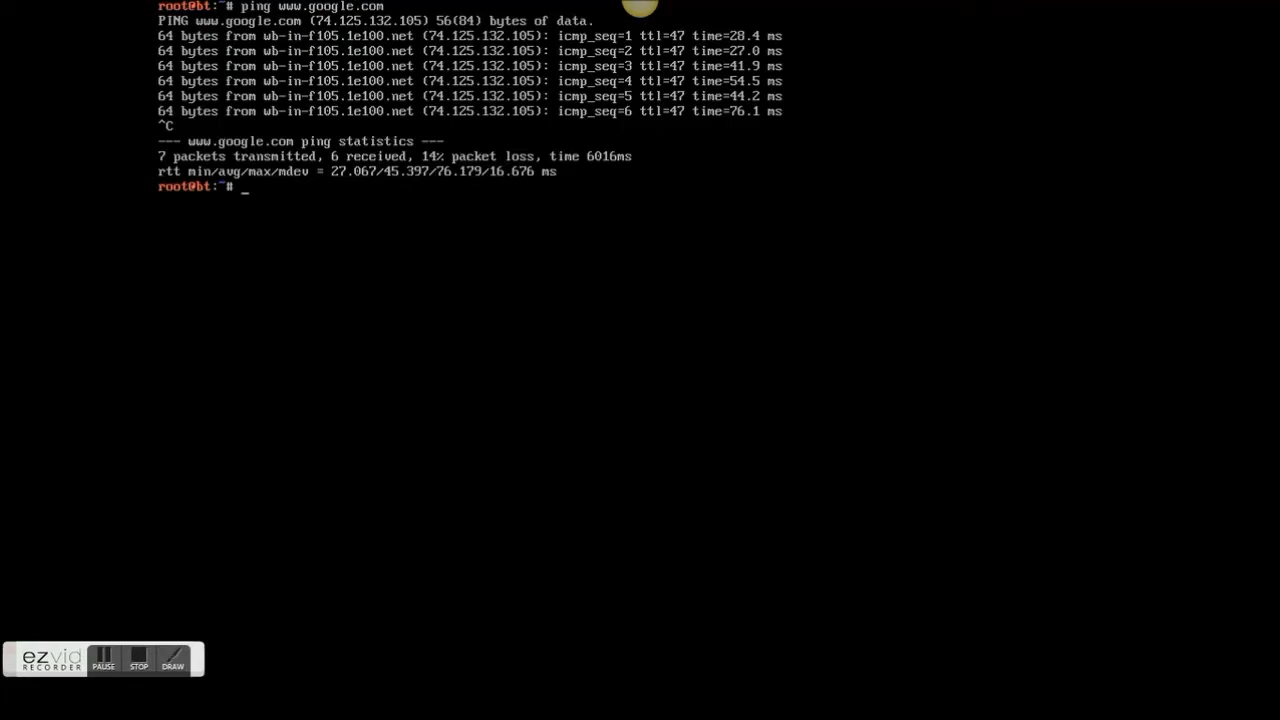 root@bt:~# ping www.google.com
PING www.google.com (74.125.132.105) 56(84) bytes of data.
64 bytes from wb-in-f105.1e100.net (74.125.132.105): icmp_seq=1 ttl=47 time=28.4 ms
64 bytes from wb-in-f105.1e100.net (74.125.132.105): icmp_seq=2 ttl=47 time=27.0 ms
64 bytes from wb-in-f105.1e100.net (74.125.132.105): icmp_seq=3 ttl=47 time=41.9 ms
64 bytes from wb-in-f105.1e100.net (74.125.132.105): icmp_seq=4 ttl=47 time=54.5 ms
64 bytes from wb-in-f105.1e100.net (74.125.132.105): icmp_seq=5 ttl=47 time=44.2 ms
64 bytes from wb-in-f105.1e100.net (74.125.132.105): icmp_seq=6 ttl=47 time=76.1 ms
^C
--- www.google.com ping statistics ---
7 packets transmitted, 6 received, 14% packet loss, time 6016ms
rtt min/avg/max/mdev = 27.067/45.397/76.179/16.676 ms
root@bt:~# _
ezvid
RECORDER
PAUSE STOP DRAW